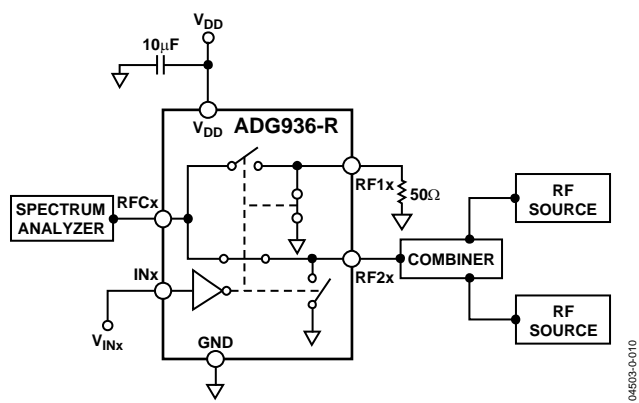 VDD
10µF
VDD
ADG936-R
RFCx
RF1x
50Ω
SPECTRUM
ANALYZER
RF
SOURCE
COMBINER
INx
RF2x
VINx
GND
RF
SOURCE
04503-0-010